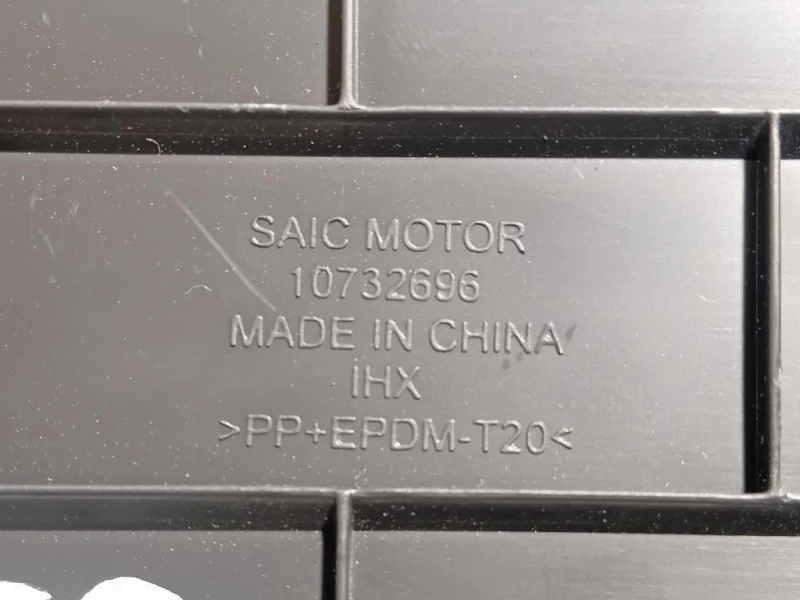 SAIC MOTOR
10732696
MADE IN CHINA
IHX
>PP+EPDM-T20<